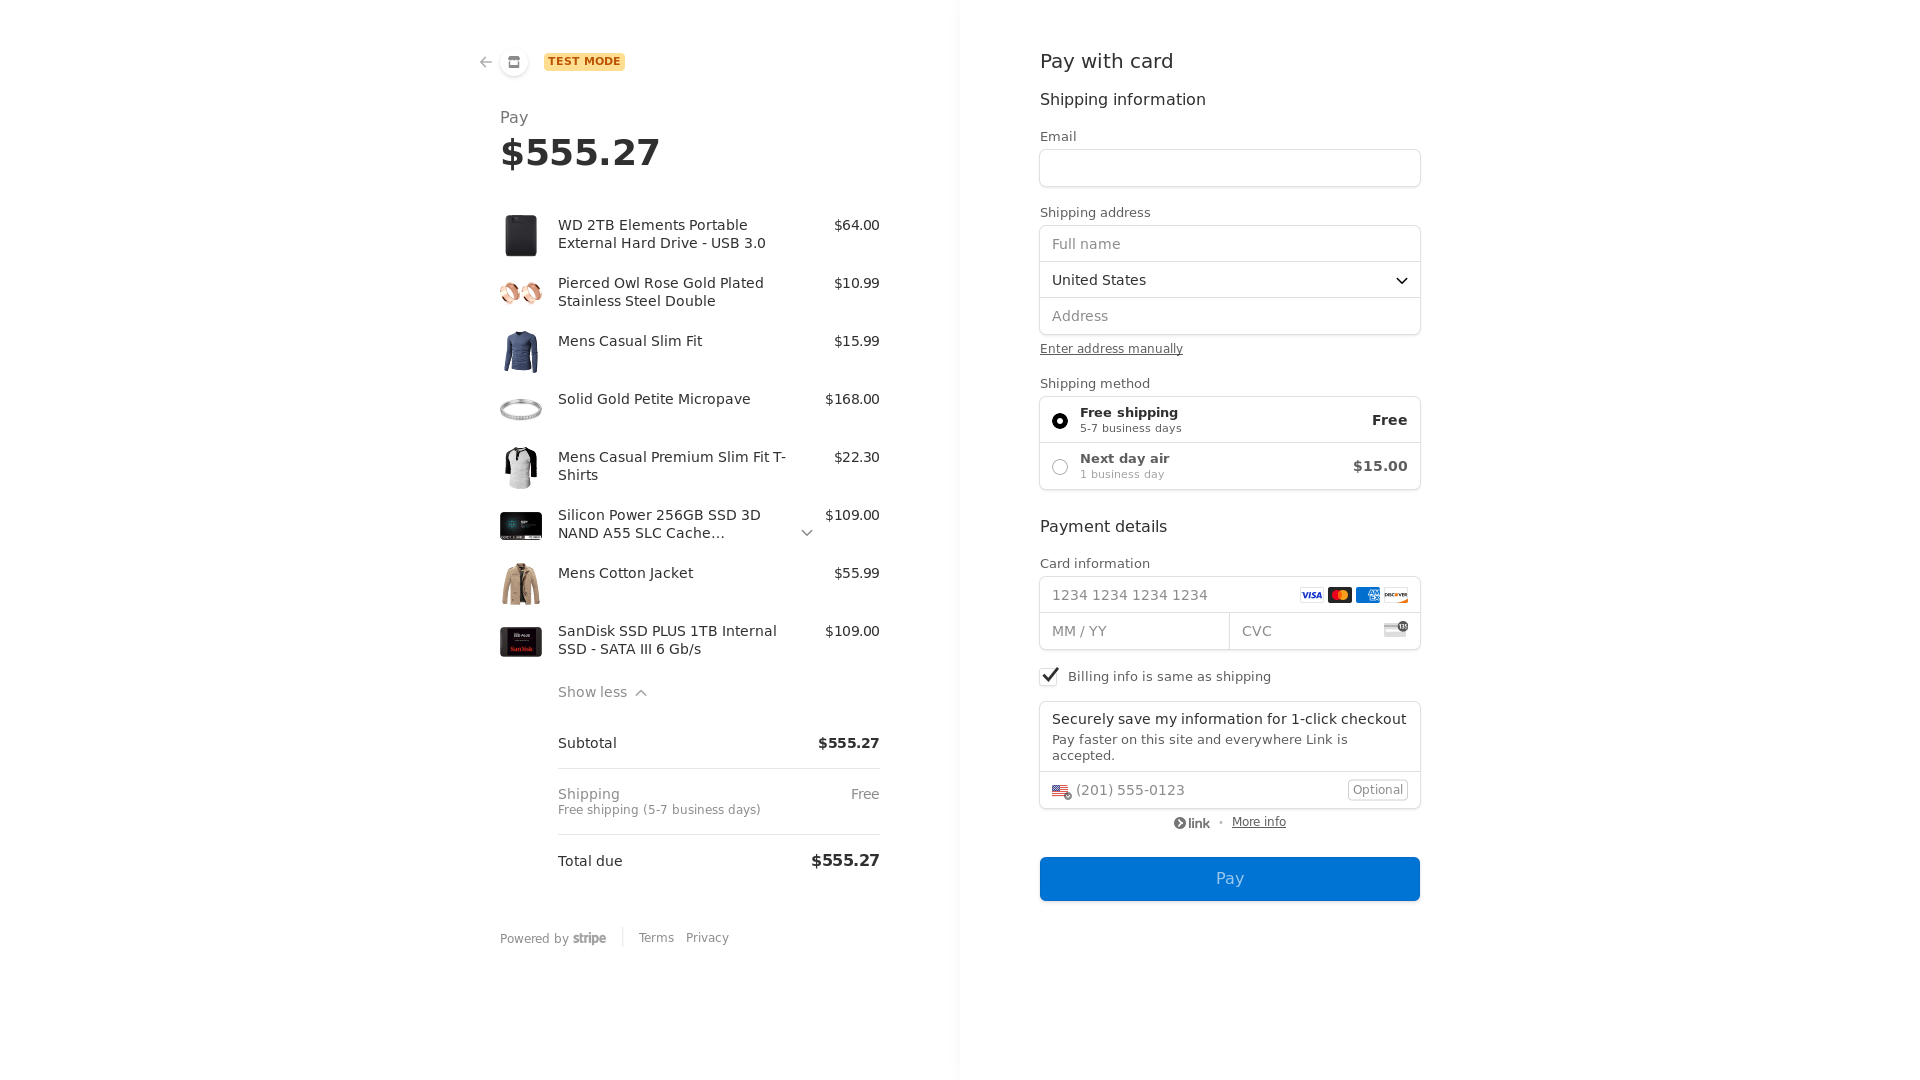 TEST MODE
Pay
$555.27
WD 2TB Elements Portable $64.00
External Hard Drive - USB 3.0
Pierced Owl Rose Gold Plated $10.99
Stainless Steel Double
Mens Casual Slim Fit $15.99
Solid Gold Petite Micropave $168.00
Mens Casual Premium Slim Fit T- $22.30
Shirts
Silicon Power 256GB SSD 3D $109.00
NAND A55 SLC Cache…
Mens Cotton Jacket $55.99
SanDisk SSD PLUS 1TB Internal $109.00
SSD - SATA III 6 Gb/s
SanDisk
Show less
Subtotal $555.27
Shipping Free
Free shipping (5-7 business days)
Total due $555.27
Powered by stripe Terms Privacy
Pay with card
Shipping information
Email
Shipping address
Full name
United States
Address
Enter address manually
Shipping method
Free shipping Free
5-7 business days
Next day air $15.00
1 business day
Payment details
Card information
1234 1234 1234 1234 VISA AMEX DISCOVER
MM / YY CVC 135
Billing info is same as shipping
Securely save my information for 1-click checkout
Pay faster on this site and everywhere Link is
accepted.
(201) 555-0123 Optional
link • More info
Pay